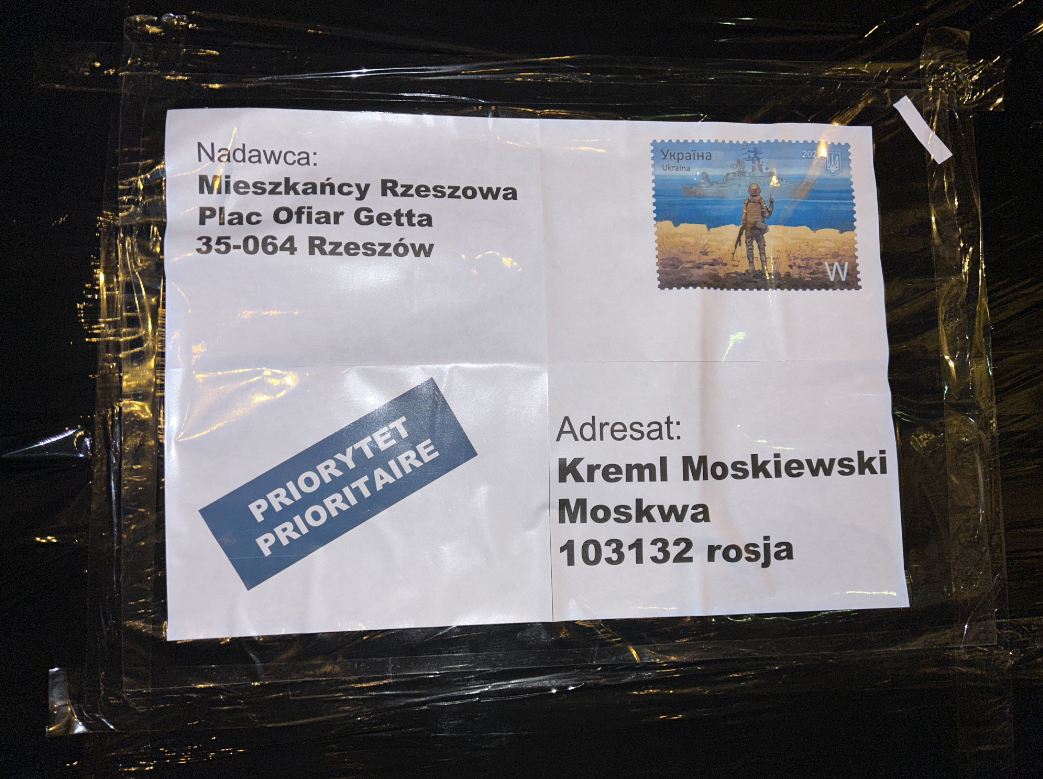 Nadawca:
Mieszkańcy Rzeszowa
Plac Ofiar Getta
35-064 Rzeszów
Україна
Ukraina
W
PRIORYTET
PRIORITAIRE
Adresat:
Kreml Moskiewski
Moskwa
103132 rosja